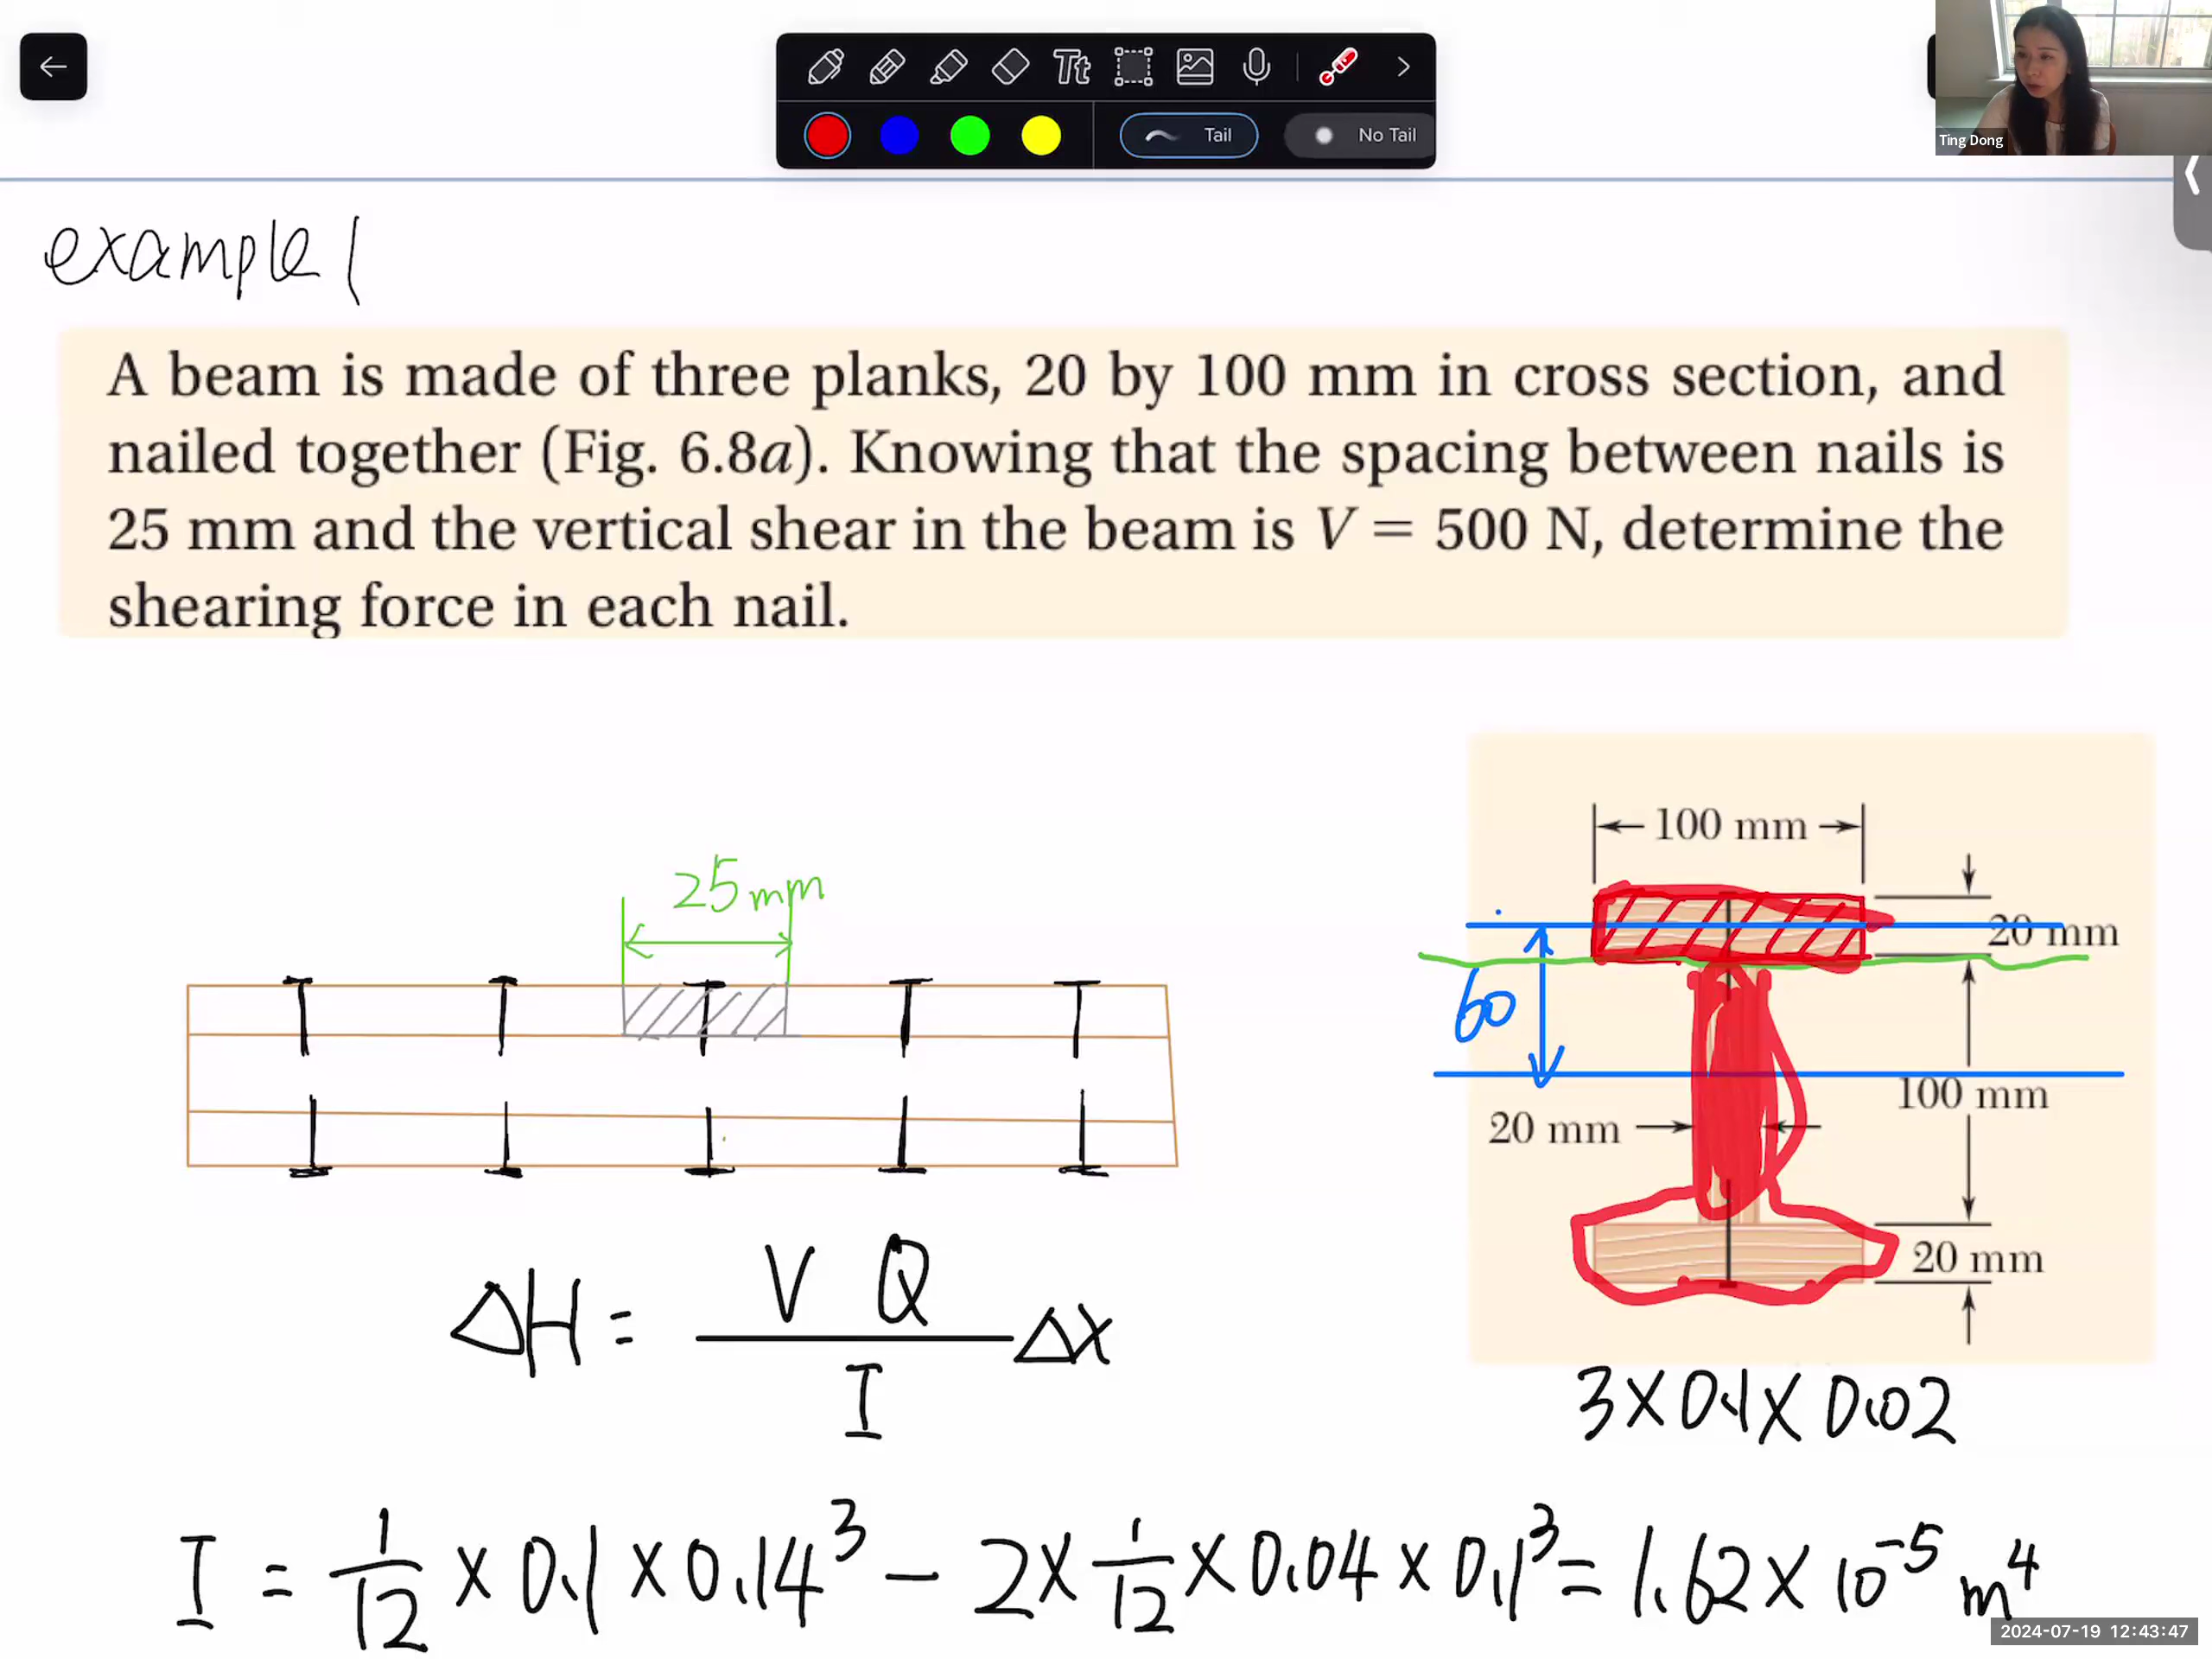 Tt
Tail
No Tail
Ting Dong
example 1
A beam is made of three planks, 20 by 100 mm in cross section, and
nailed together (Fig. 6.8a). Knowing that the spacing between nails is
25 mm and the vertical shear in the beam is V = 500 N, determine the
shearing force in each nail.
25mm
100 mm
20 mm
60
100 mm
20 mm
20 mm
ΔH = V Q / I Δx
3×0.1×0.02
I = 1/12 × 0.1 × 0.14³ − 2× 1/12 × 0.04 × 0.1³ = 1.62×10⁻⁵ m⁴
2024-07-19 12:43:47